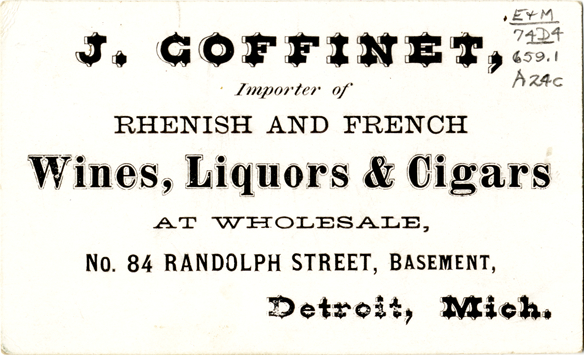 J. GOFFINET,
E&M
74D4
659.1
A24c
Importer of
RHENISH AND FRENCH
Wines, Liquors & Cigars
AT WHOLESALE,
No. 84 RANDOLPH STREET, BASEMENT,
Detroit, Mich.